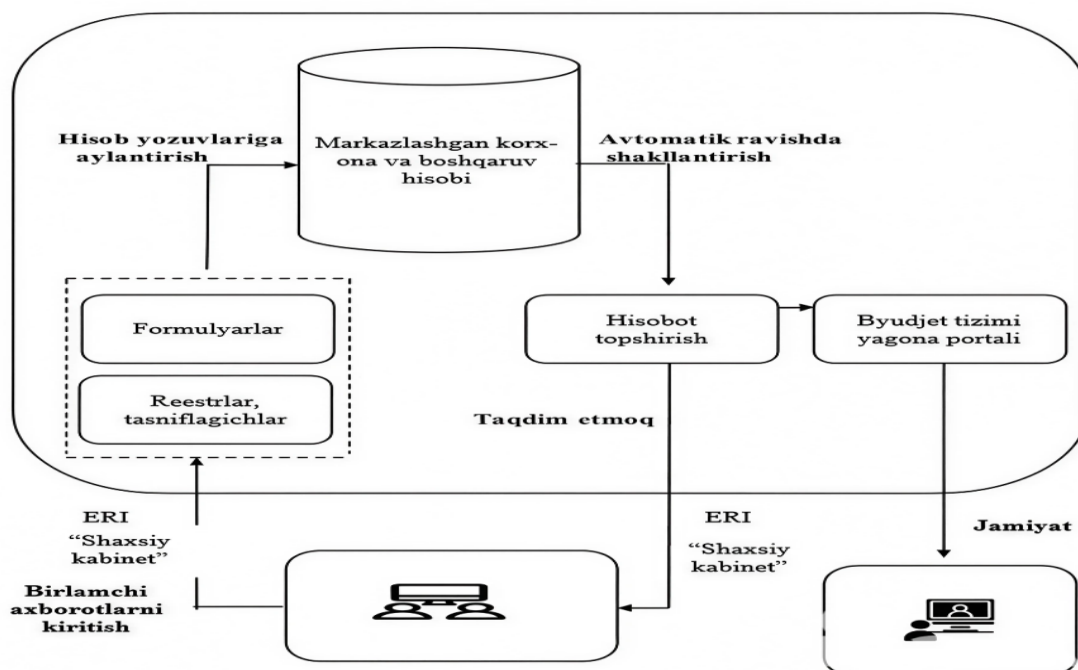 Hisob yozuvlariga
aylantirish
Markazlashgan korx-
ona va boshqaruv
hisobi
Avtomatik ravishda
shakllantirish
Formulyarlar
Reestrlar,
tasniflagichlar
Hisobot
topshirish
Byudjet tizimi
yagona portali
Taqdim etmoq
ERI
“Shaxsiy
kabinet”
Birlamchi
axborotlarni
kiritish
ERI
“Shaxsiy
kabinet”
Jamiyat